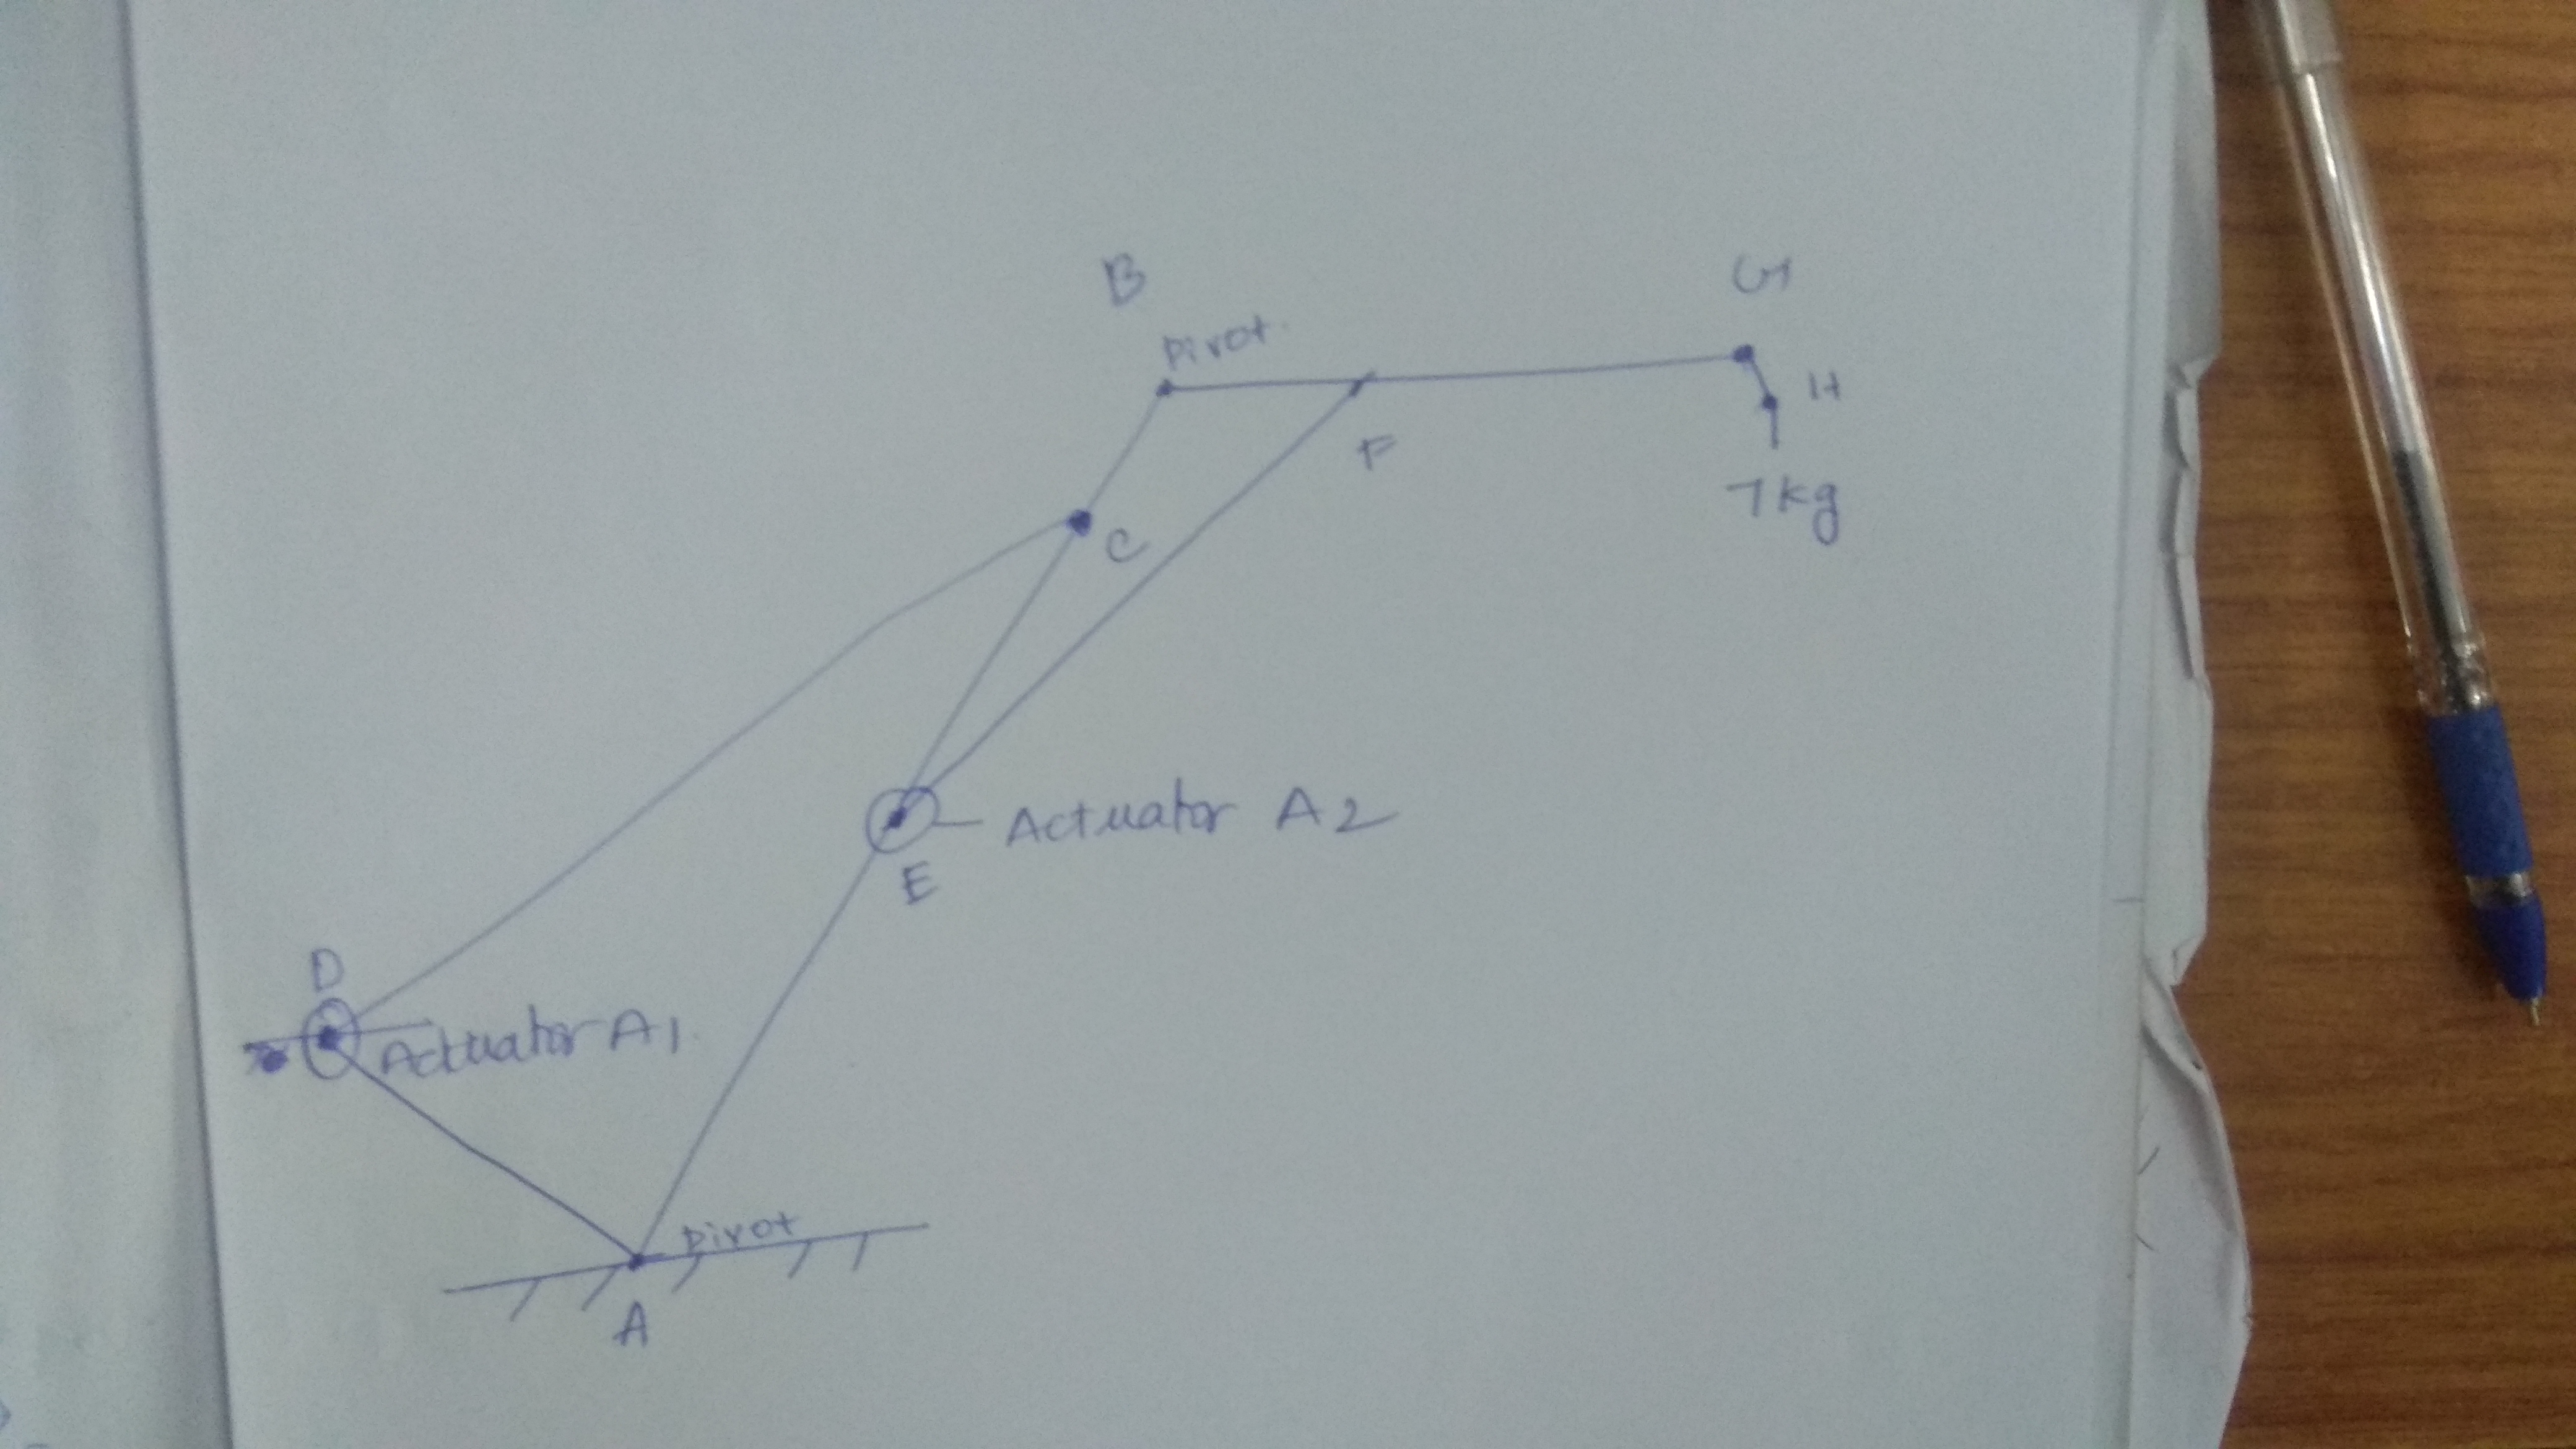 B
G
Pivot.
H
F
7kg
C
Actuator A2
E
D
Actuator A1.
Pivot
A